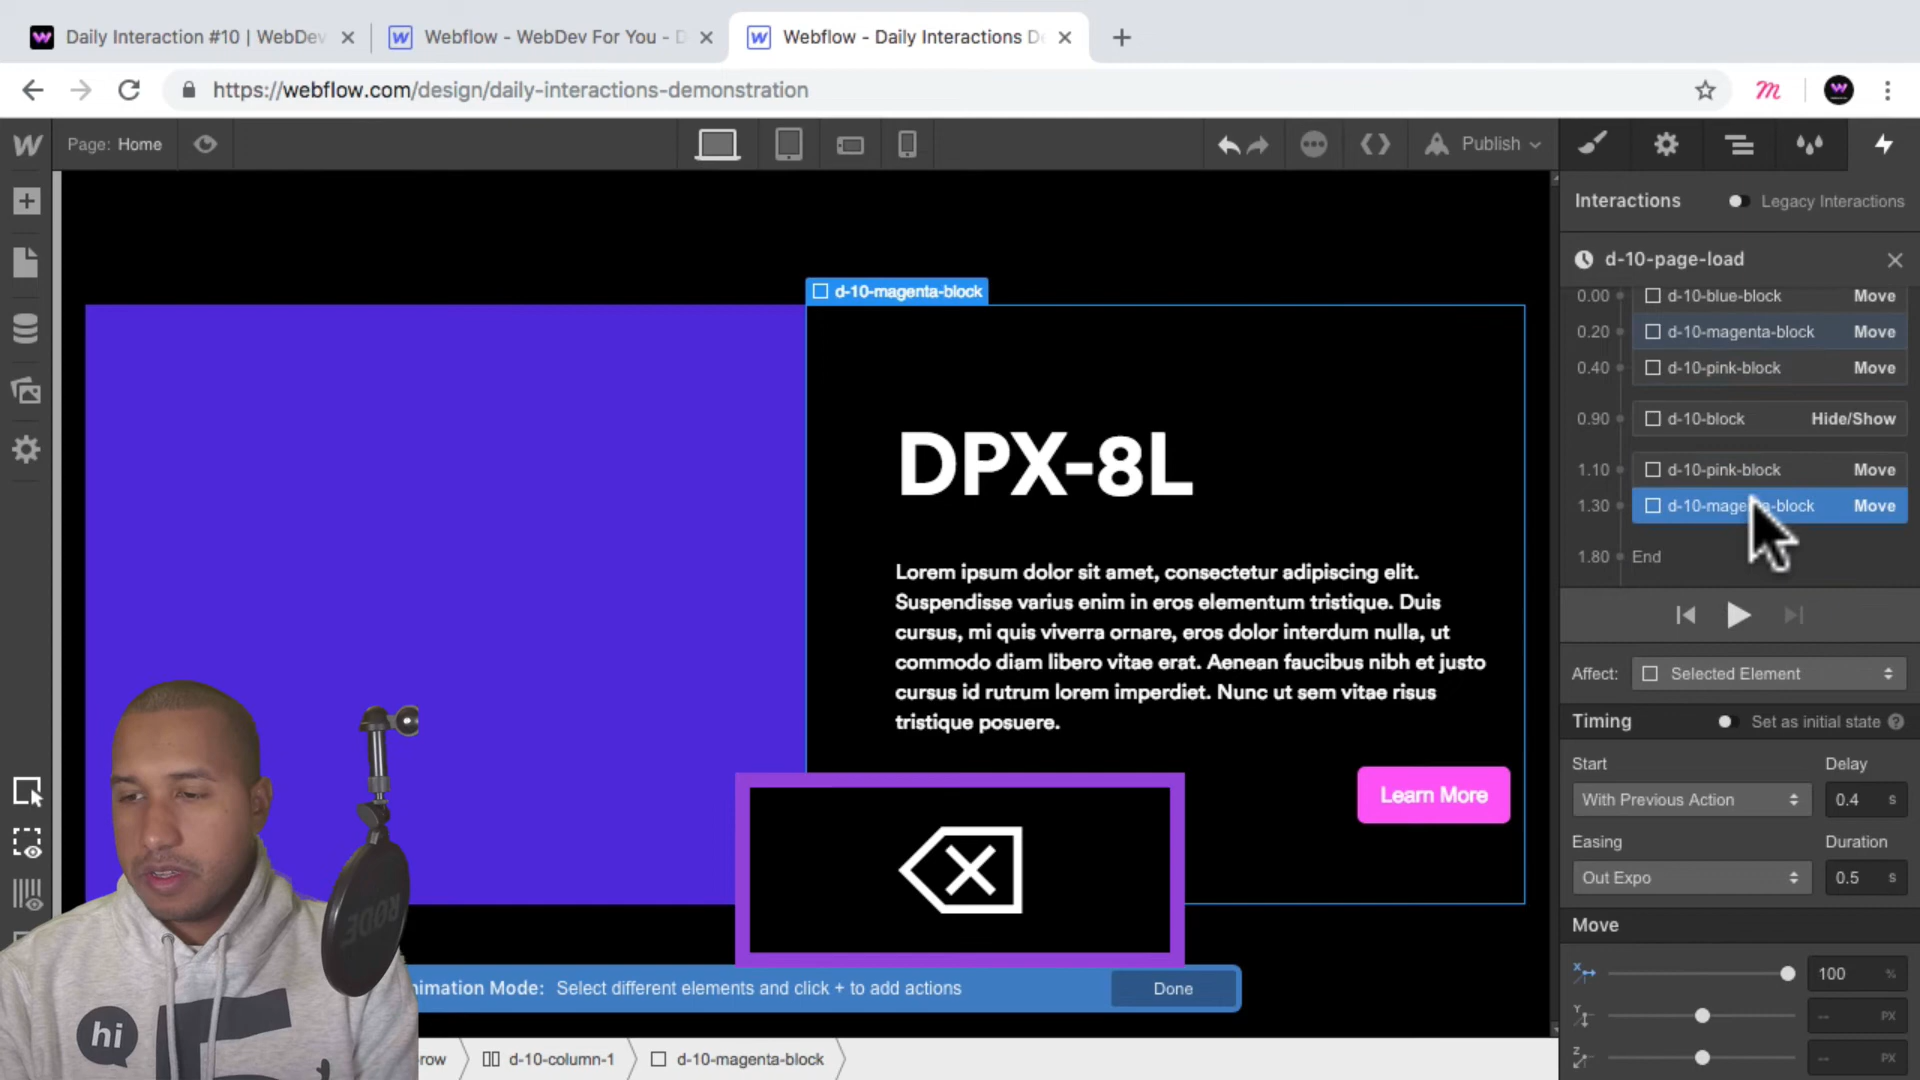 Daily Interaction #10 | WebDev
Webflow - WebDev For You - D
Webflow - Daily Interactions De
https://webflow.com/design/daily-interactions-demonstration
Page: Home
Publish
Interactions
Legacy Interactions
d-10-page-load
0.00 d-10-blue-block Move
0.20 d-10-magenta-block Move
0.40 d-10-pink-block Move
0.90 d-10-block Hide/Show
1.10 d-10-pink-block Move
1.30 d-10-magenta-block Move
1.80 End
d-10-magenta-block
DPX-8L
Lorem ipsum dolor sit amet, consectetur adipiscing elit.
Suspendisse varius enim in eros elementum tristique. Duis
cursus, mi quis viverra ornare, eros dolor interdum nulla, ut
commodo diam libero vitae erat. Aenean faucibus nibh et justo
cursus id rutrum lorem imperdiet. Nunc ut sem vitae risus
tristique posuere.
Learn More
Affect: Selected Element
Timing Set as initial state
Start Delay
With Previous Action 0.4 s
Easing Duration
Out Expo 0.5 s
Move
X 100 %
Y -- PX
Z -- PX
RODE
hi
nimation Mode: Select different elements and click + to add actions
Done
row d-10-column-1 d-10-magenta-block